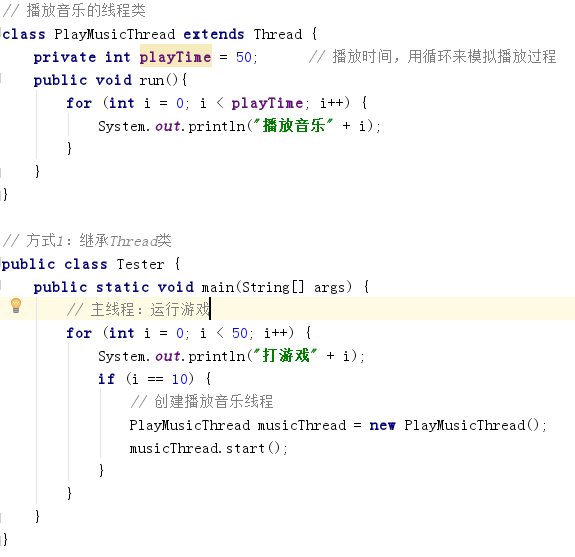 // 播放音乐的线程类
class PlayMusicThread extends Thread {
    private int playTime = 50;      // 播放时间，用循环来模拟播放过程
    public void run(){
        for (int i = 0; i < playTime; i++) {
            System.out.println("播放音乐" + i);
        }
    }
}
// 方式1：继承Thread类
public class Tester {
    public static void main(String[] args) {
        // 主线程：运行游戏
        for (int i = 0; i < 50; i++) {
            System.out.println("打游戏" + i);
            if (i == 10) {
                // 创建播放音乐线程
                PlayMusicThread musicThread = new PlayMusicThread();
                musicThread.start();
            }
        }
    }
}